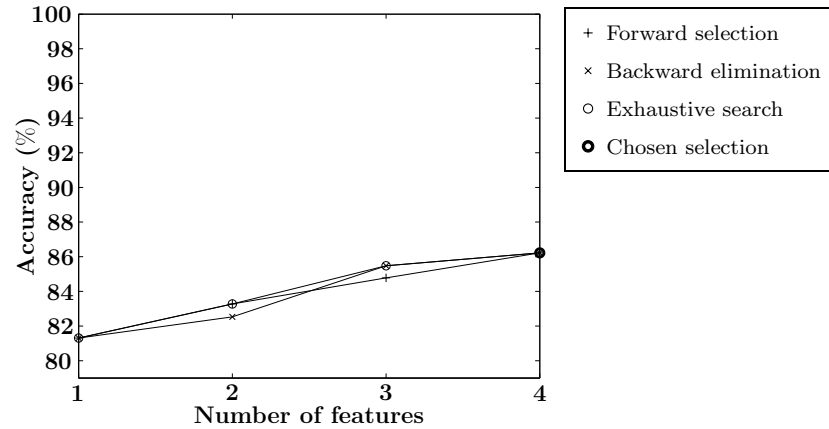 100
98
96
94
92
90
88
86
84
82
80
Accuracy (%)
1 2 3 4
Number of features
Forward selection
Backward elimination
Exhaustive search
Chosen selection